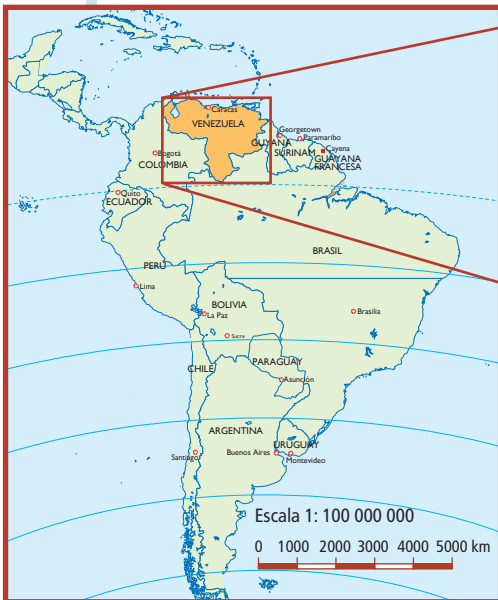 Caracas
VENEZUELA
Georgetown
Paramaribo
GUYANA
Cayena
SURINAM
GUAYANA
FRANCESA
Bogotá
COLOMBIA
Quito
ECUADOR
BRASIL
PERÚ
Lima
BOLIVIA
La Paz
Brasilia
Sucre
PARAGUAY
CHILE
Asunción
ARGENTINA
URUGUAY
Santiago
Buenos Aires
Montevideo
Escala 1: 100 000 000
0 1000 2000 3000 4000 5000 km